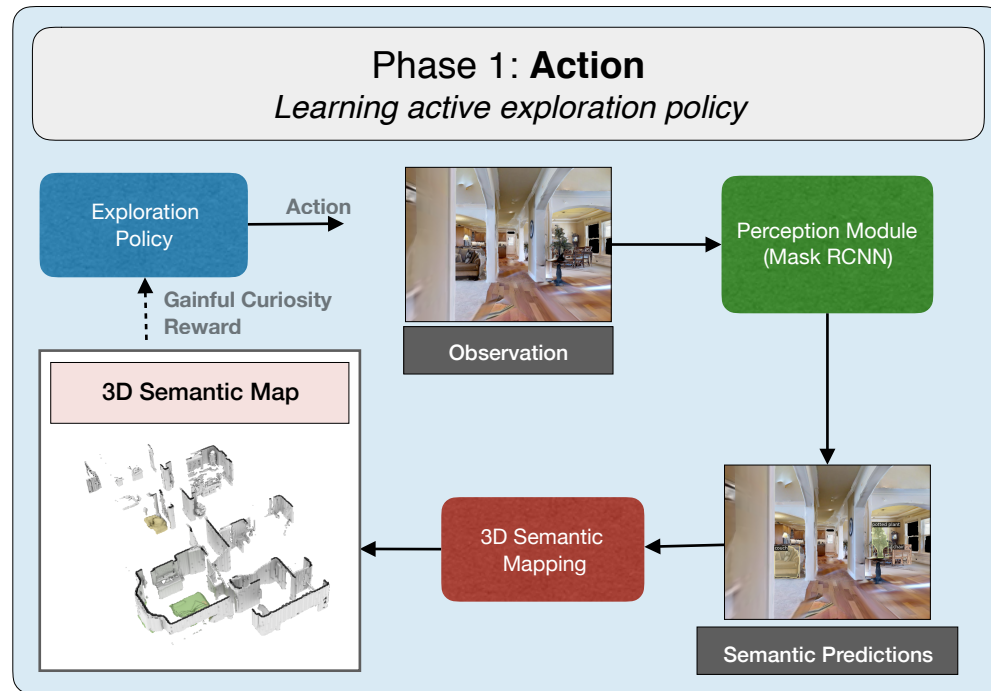 Phase 1: Action
Learning active exploration policy
Exploration
Policy
Action
Perception Module
(Mask RCNN)
Gainful Curiosity
Reward
Observation
3D Semantic Map
3D Semantic
Mapping
potted plant
couch
Semantic Predictions